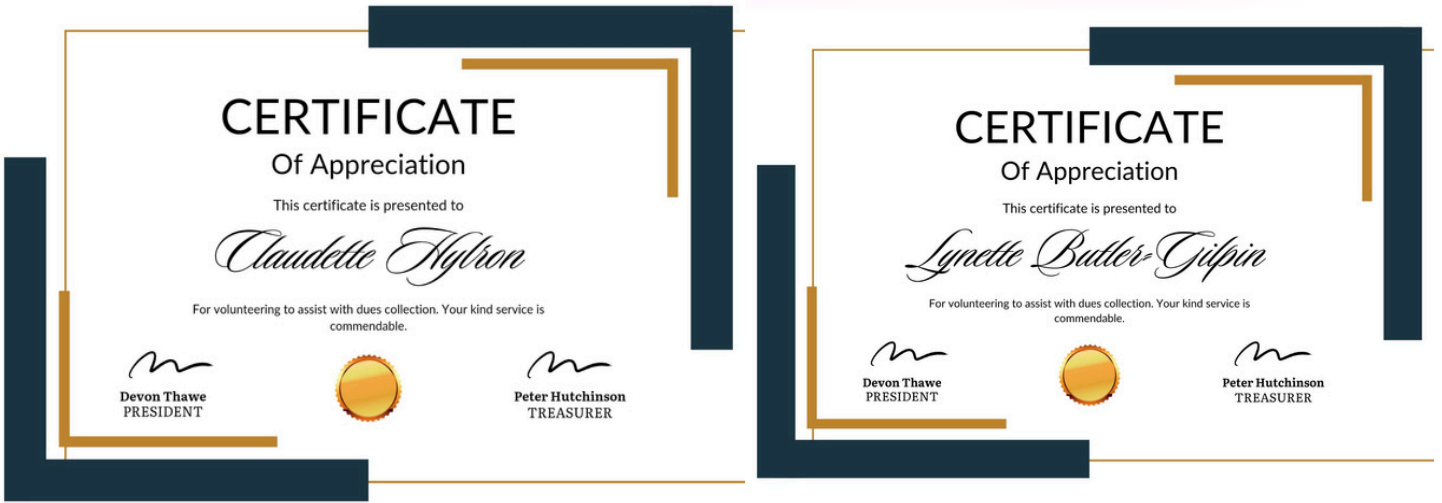 CERTIFICATE
Of Appreciation
This certificate is presented to
Claudette Hylron
For volunteering to assist with dues collection. Your kind service is
commendable.
Devon Thawe
PRESIDENT
Peter Hutchinson
TREASURER
CERTIFICATE
Of Appreciation
This certificate is presented to
Lynette Butler-Gilpin
For volunteering to assist with dues collection. Your kind service is
commendable.
Devon Thawe
PRESIDENT
Peter Hutchinson
TREASURER